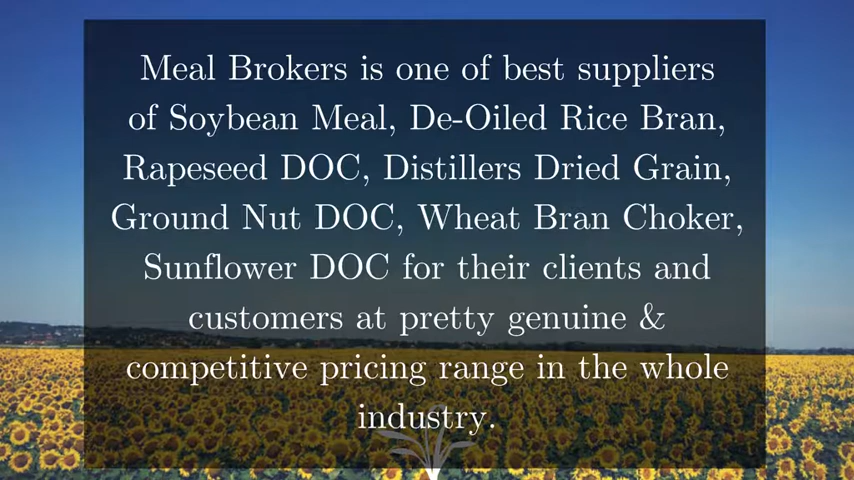 Meal Brokers is one of best suppliers
of Soybean Meal, De-Oiled Rice Bran,
Rapeseed DOC, Distillers Dried Grain,
Ground Nut DOC, Wheat Bran Choker,
Sunflower DOC for their clients and
customers at pretty genuine &
competitive pricing range in the whole
industry.